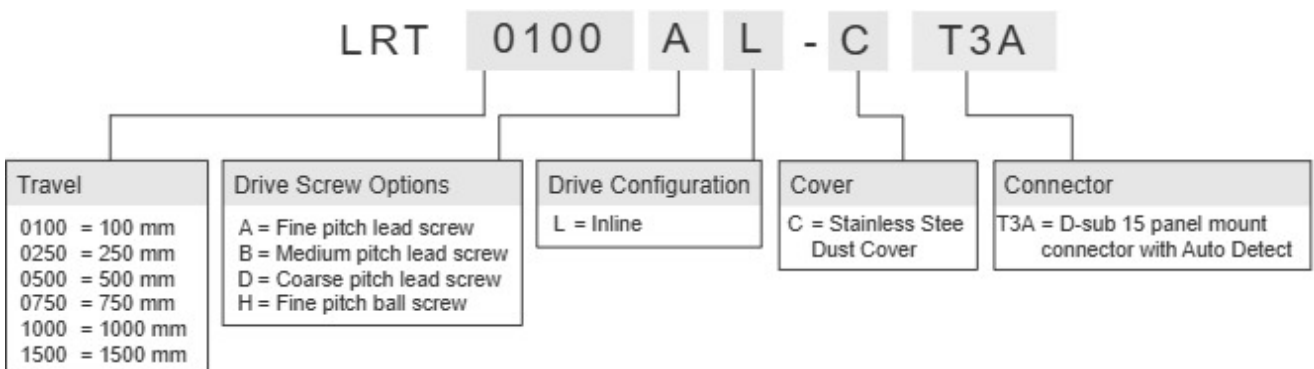 LRT 0100 A L - C T3A
Travel
0100 = 100 mm
0250 = 250 mm
0500 = 500 mm
0750 = 750 mm
1000 = 1000 mm
1500 = 1500 mm
Drive Screw Options
A = Fine pitch lead screw
B = Medium pitch lead screw
D = Coarse pitch lead screw
H = Fine pitch ball screw
Drive Configuration
L = Inline
Cover
C = Stainless Stee
Dust Cover
Connector
T3A = D-sub 15 panel mount
connector with Auto Detect